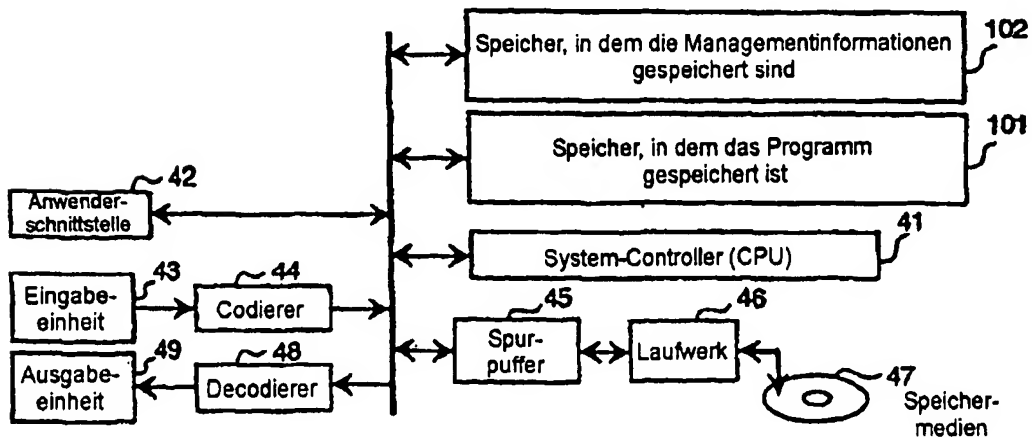 102
Speicher, in dem die Managementinformationen
gespeichert sind
101
Speicher, in dem das Programm
gespeichert ist
42
Anwender-
schnittstelle
41
System-Controller (CPU)
43
Eingabe-
einheit
44
Codierer
45
Spur-
puffer
46
Laufwerk
49
Ausgabe-
einheit
48
Decodierer
47
Speicher-
medien